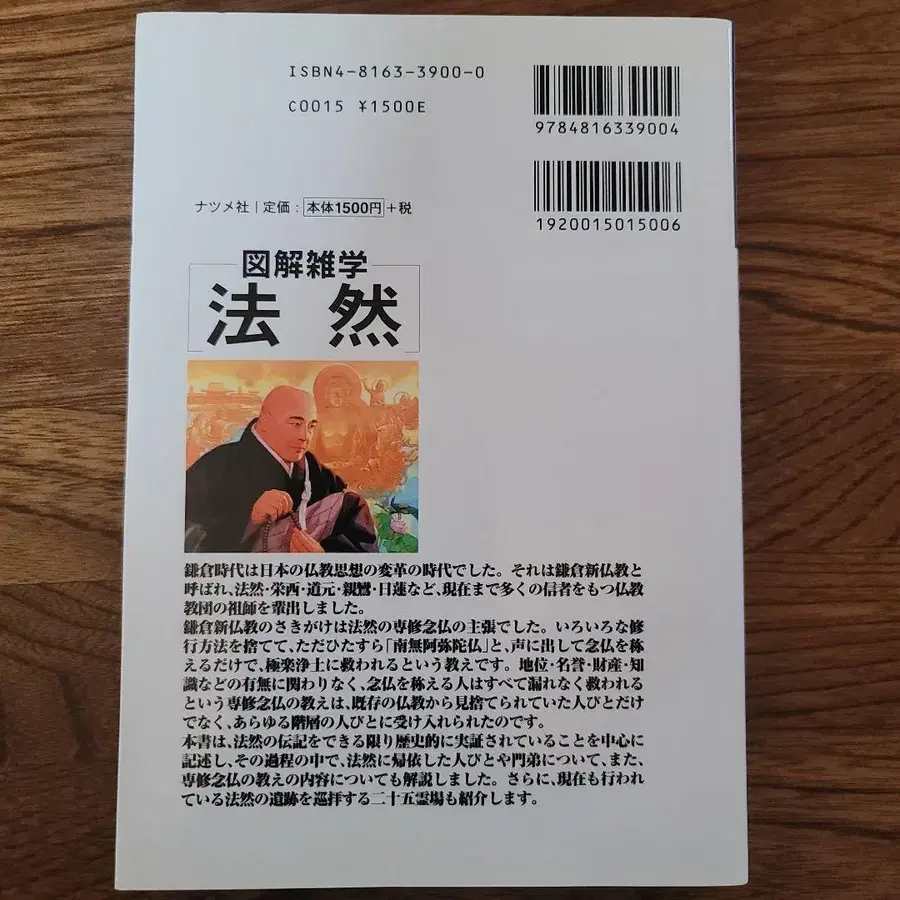 ISBN4-8163-3900-0
C0015 ¥1500E
9784816339004
1920015015006
ナツメ社｜定価：本体1500円＋税
図解雑学
法然
鎌倉時代は日本の仏教思想の変革の時代でした。それは鎌倉新仏教と
呼ばれ、法然・栄西・道元・親鸞・日蓮など、現在まで多くの信者をもつ仏教
教団の祖師を輩出しました。
鎌倉新仏教のさきがけは法然の専修念仏の主張でした。いろいろな修
行方法を捨てて、ただひたすら「南無阿弥陀仏」と、声に出して念仏を称
えるだけで、極楽浄土に救われるという教えです。地位・名誉・財産・知
識などの有無に関わりなく、念仏を称える人はすべて漏れなく救われる
という専修念仏の教えは、既存の仏教から見捨てられていた人びとだけ
でなく、あらゆる階層の人びとに受け入れられたのです。
本書は、法然の伝記をできる限り歴史的に実証されていることを中心に
記述し、その過程の中で、法然に帰依した人びとや門弟について、また、
専修念仏の教えの内容についても解説しました。さらに、現在も行われ
ている法然の遺跡を巡拝する二十五霊場も紹介します。